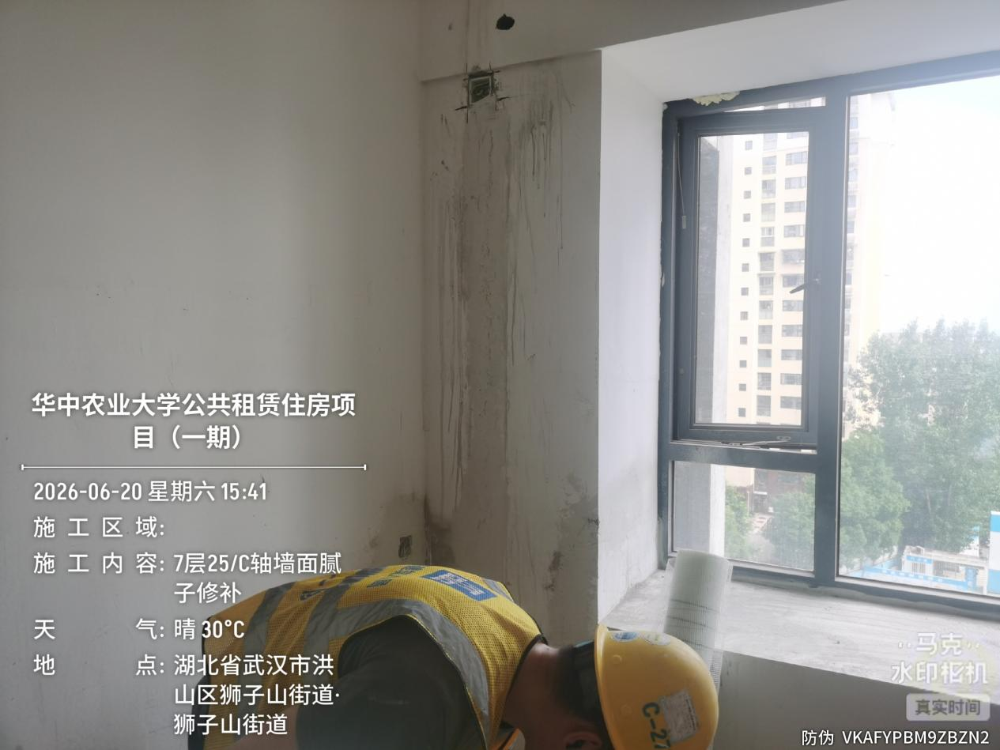 华中农业大学公共租赁住房项
目（一期）
2026-06-20 星期六 15:41
施工区域:
施工内容: 7层25/C轴墙面腻
子修补
天气: 晴 30°C
地点: 湖北省武汉市洪
山区狮子山街道·
狮子山街道
C-27
马克
水印相机
真实时间
防伪 VKAFYPBM9ZBZN2